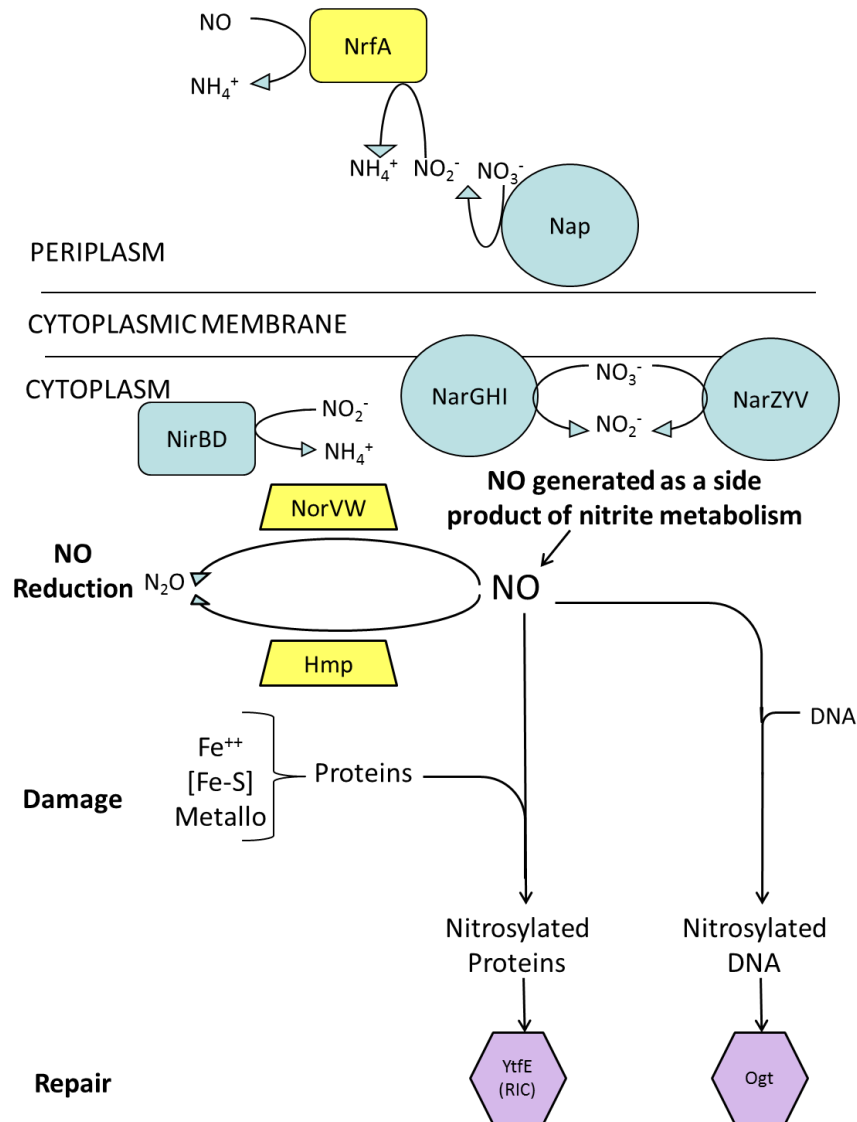 NO
NrfA
NH₄⁺
NH₄⁺ NO₂⁻ NO₃⁻
Nap
PERIPLASM
CYTOPLASMIC MEMBRANE
CYTOPLASM
NarGHI
NO₃⁻
NarZYV
NO₂⁻
NirBD
NO₂⁻
NH₄⁺
NO generated as a side
product of nitrite metabolism
NorVW
NO
Reduction
N₂O
NO
Hmp
DNA
Damage
Fe⁺⁺
[Fe-S]
Metallo
Proteins
Nitrosylated
Proteins
Nitrosylated
DNA
Repair
YtfE
(RIC)
Ogt